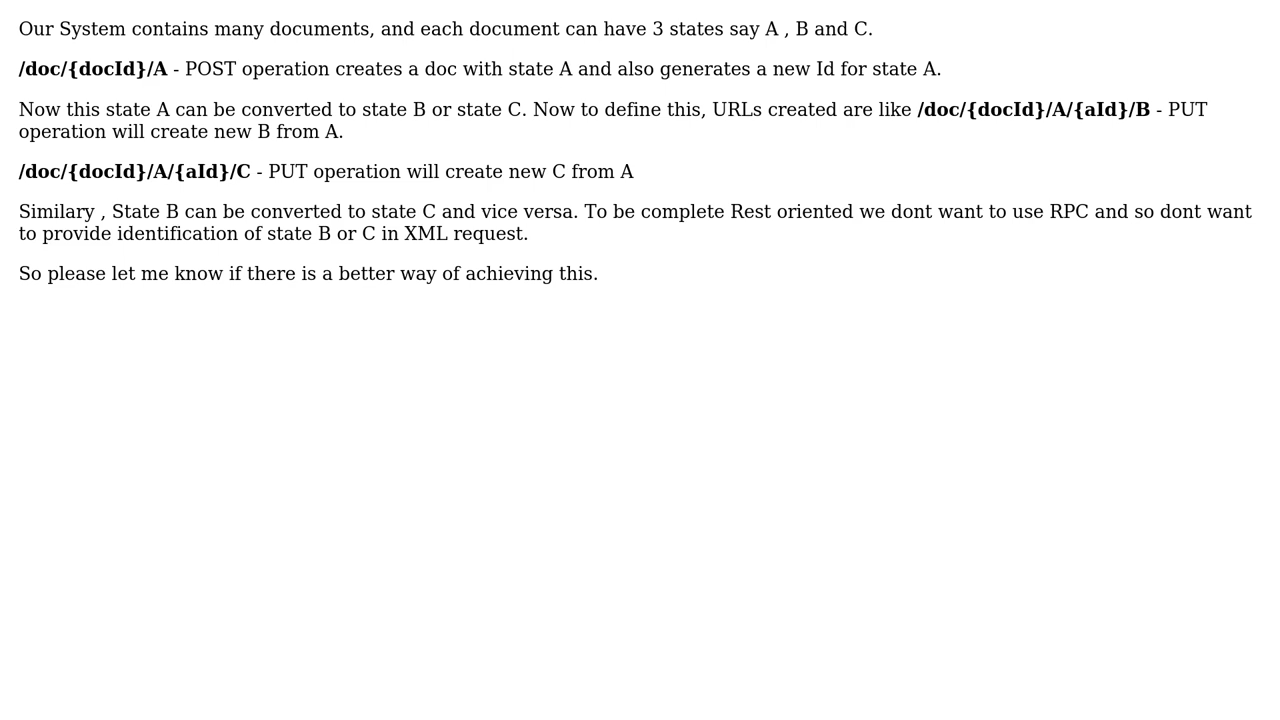 Our System contains many documents, and each document can have 3 states say A , B and C.
/doc/{docId}/A - POST operation creates a doc with state A and also generates a new Id for state A.
Now this state A can be converted to state B or state C. Now to define this, URLs created are like /doc/{docId}/A/{aId}/B - PUT
operation will create new B from A.
/doc/{docId}/A/{aId}/C - PUT operation will create new C from A
Similary , State B can be converted to state C and vice versa. To be complete Rest oriented we dont want to use RPC and so dont want
to provide identification of state B or C in XML request.
So please let me know if there is a better way of achieving this.